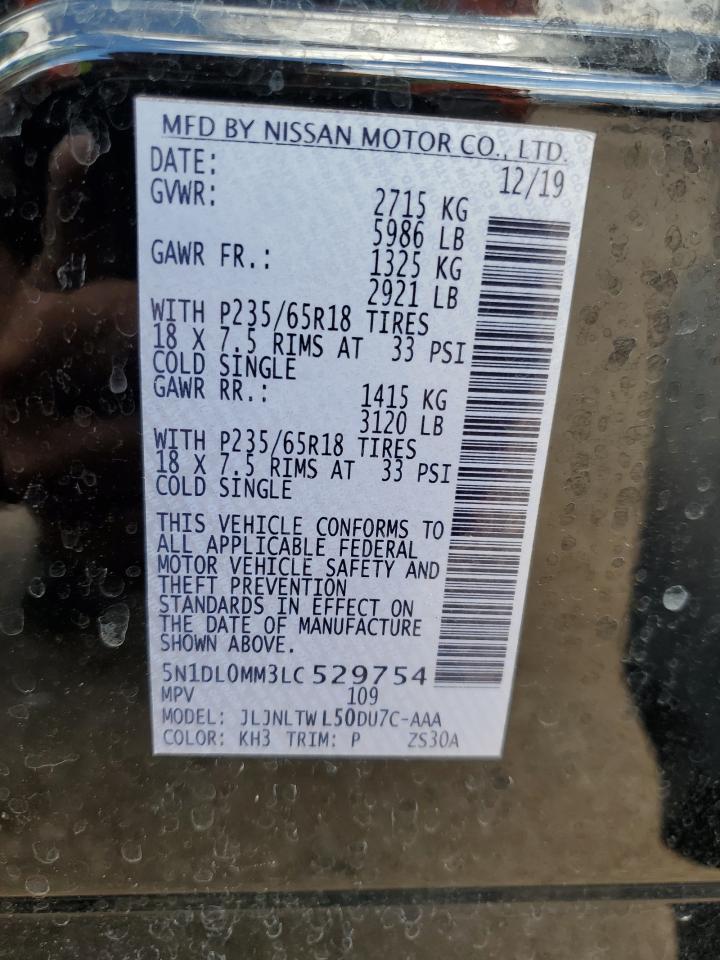 MFD BY NISSAN MOTOR CO., LTD.
DATE: 12/19
GVWR: 2715 KG
5986 LB
GAWR FR.: 1325 KG
2921 LB
WITH P235/65R18 TIRES
18 X 7.5 RIMS AT 33 PSI
COLD SINGLE
GAWR RR.: 1415 KG
3120 LB
WITH P235/65R18 TIRES
18 X 7.5 RIMS AT 33 PSI
COLD SINGLE
THIS VEHICLE CONFORMS TO
ALL APPLICABLE FEDERAL
MOTOR VEHICLE SAFETY AND
THEFT PREVENTION
STANDARDS IN EFFECT ON
THE DATE OF MANUFACTURE
SHOWN ABOVE.
5N1DL0MM3LC529754
MPV 109
MODEL: JLJNLTWL50DU7C-AAA
COLOR: KH3 TRIM: P ZS30A